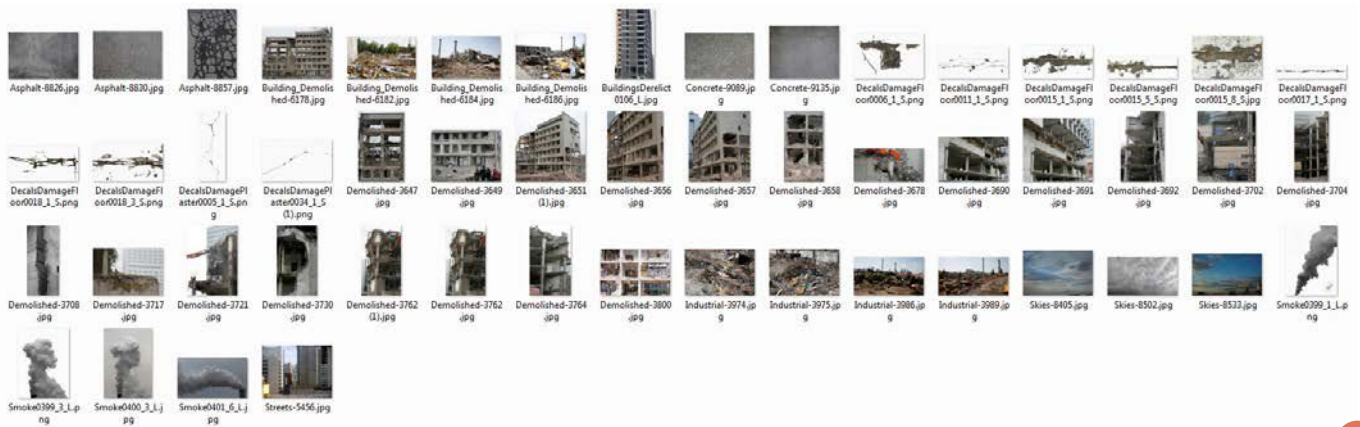 Asphalt-8826.jpg Asphalt-8830.jpg Asphalt-8857.jpg Building_Demolis Building_Demolis Building_Demolis Building_Demolis BuildingsDerelict Concrete-9089.jp Concrete-9135.jp DecalsDamageFl DecalsDamageFl DecalsDamageFl DecalsDamageFl DecalsDamageFl DecalsDamageFl
hed-6178.jpg hed-6182.jpg hed-6184.jpg hed-6186.jpg 0106_L.jpg g g oor0006_1_S.png oor0011_1_S.png oor0015_1_S.png oor0015_5_S.png oor0015_8_S.jpg oor0017_1_S.png
DecalsDamageFl DecalsDamageFl DecalsDamagePl DecalsDamagePl Demolished-3647 Demolished-3649 Demolished-3651 Demolished-3656 Demolished-3657 Demolished-3658 Demolished-3678 Demolished-3690 Demolished-3691 Demolished-3692 Demolished-3702 Demolished-3704
oor0018_1_S.png oor0018_3_S.png aster0005_1_S.pn aster0034_1_S .jpg .jpg (1).jpg .jpg .jpg .jpg .jpg .jpg .jpg .jpg .jpg .jpg
g (1).png
Demolished-3708 Demolished-3717 Demolished-3721 Demolished-3730 Demolished-3762 Demolished-3762 Demolished-3764 Demolished-3800 Industrial-3974.jp Industrial-3975.jp Industrial-3986.jp Industrial-3989.jp Skies-8405.jpg Skies-8502.jpg Skies-8533.jpg Smoke0399_1_L.p
.jpg .jpg .jpg .jpg (1).jpg .jpg .jpg .jpg g g g g ng
Smoke0399_3_L.p Smoke0400_3_L.j Smoke0401_6_L.j Streets-5456.jpg
ng pg pg